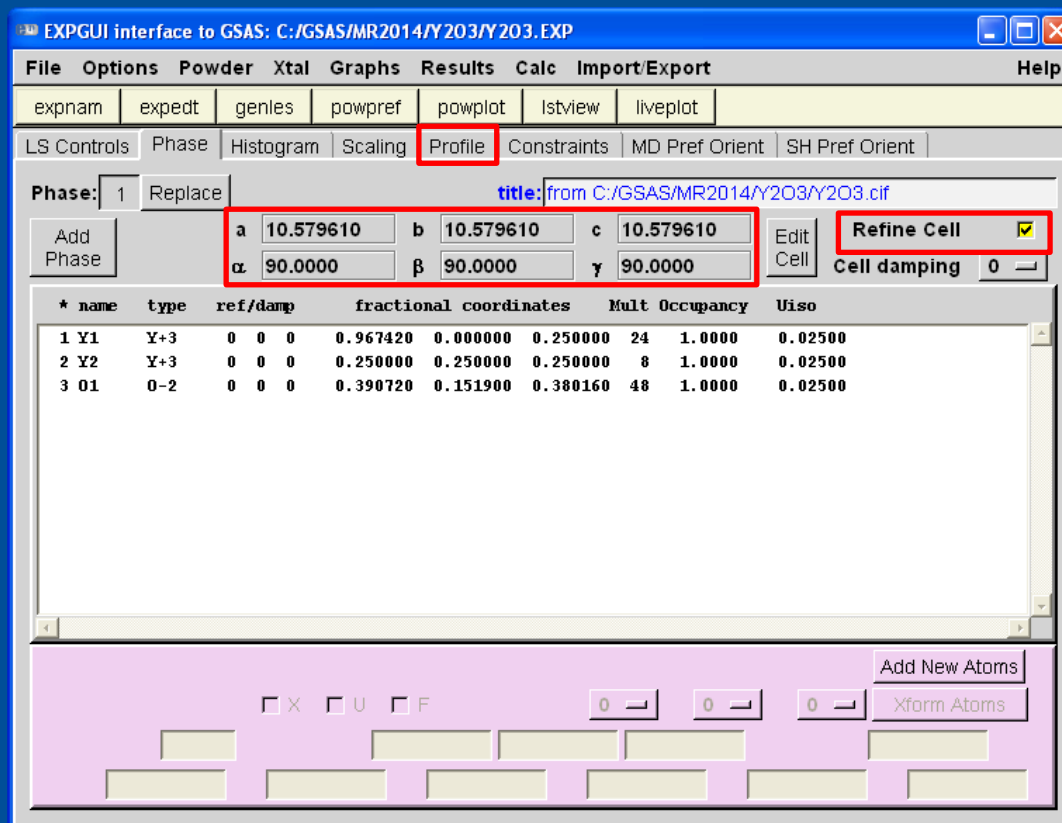 EXPGUI interface to GSAS: C:/GSAS/MR2014/Y2O3/Y2O3.EXP
File Options Powder Xtal Graphs Results Calc Import/Export Help
expnam expedt genles powpref powplot lstview liveplot
LS Controls Phase Histogram Scaling Profile Constraints MD Pref Orient SH Pref Orient
Phase: 1 Replace title: from C:/GSAS/MR2014/Y2O3/Y2O3.cif
Add Phase
a 10.579610 b 10.579610 c 10.579610
α 90.0000 β 90.0000 γ 90.0000
Edit Cell
Refine Cell
Cell damping 0
* name type ref/damp fractional coordinates Mult Occupancy Uiso
1 Y1 Y+3 0 0 0 0.967420 0.000000 0.250000 24 1.0000 0.02500
2 Y2 Y+3 0 0 0 0.250000 0.250000 0.250000 8 1.0000 0.02500
3 O1 O-2 0 0 0 0.390720 0.151900 0.380160 48 1.0000 0.02500
Add New Atoms
X U F 0 0 0 Xform Atoms